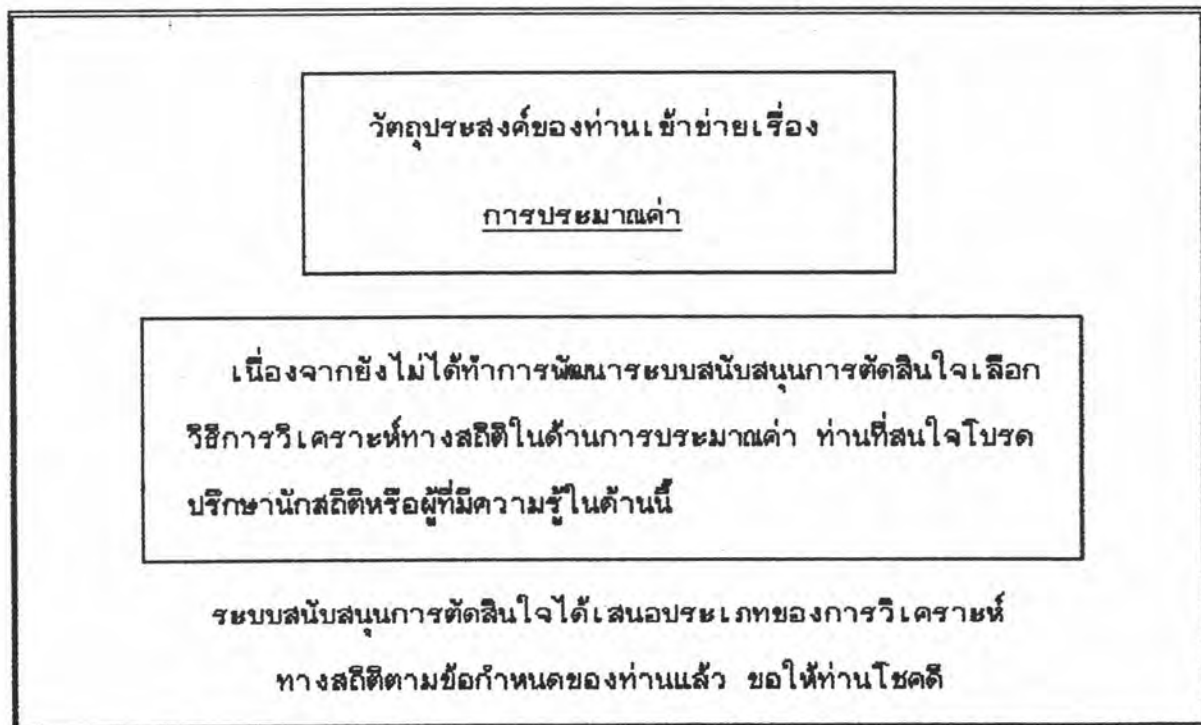 วัตถุประสงค์ของท่านเข้าข่ายเรื่อง
การประมาณค่า
เนื่องจากยังไม่ได้ทำการพัฒนาระบบสนับสนุนการตัดสินใจเลือก
วิธีการวิเคราะห์ทางสถิติในด้านการประมาณค่า ท่านที่สนใจโปรด
ปรึกษานักสถิติหรือผู้ที่มีความรู้ในด้านนี้
ระบบสนับสนุนการตัดสินใจได้เสนอประเภทของการวิเคราะห์
ทางสถิติตามข้อกำหนดของท่านแล้ว ขอให้ท่านโชคดี